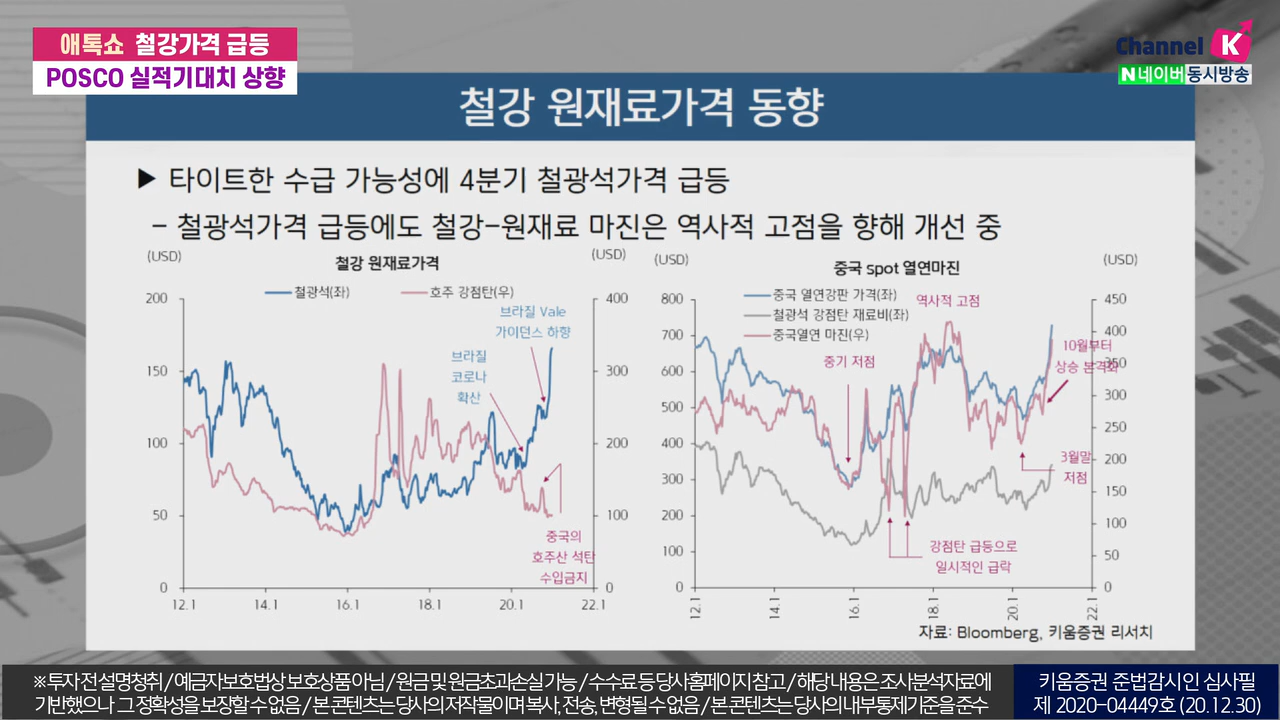 애톡쇼 철강가격 급등
POSCO 실적기대치 상향
Channel K
N 네이버 동시방송
철강 원재료가격 동향
▶ 타이트한 수급 가능성에 4분기 철광석가격 급등
– 철광석가격 급등에도 철강-원재료 마진은 역사적 고점을 향해 개선 중
(USD) 철강 원재료가격 (USD)
철광석(좌) 호주 강점탄(우)
200 400
브라질 Vale
가이던스 하향
150 300
브라질
코로나
확산
100 200
50 100
중국의
호주산 석탄
수입금지
0 0
12.1 14.1 16.1 18.1 20.1 22.1
(USD) 중국 spot 열연마진 (USD)
중국 열연강판 가격(좌)
철광석 강점탄 재료비(좌)
중국열연 마진(우)
역사적 고점
중기 저점
10월부터
상승 본격화
3월말
저점
강점탄 급등으로
일시적인 급락
800
700
600
500
400
300
200
100
0
450
400
350
300
250
200
150
100
50
0
12.1 14.1 16.1 18.1 20.1 22.1
자료: Bloomberg, 키움증권 리서치
※ 투자 전 설명청취 / 예금자보호법상 보호상품 아님 / 원금 및 원금초과손실 가능 / 수수료 등 당사홈페이지 참고 / 해당 내용은 조사분석자료에
기반했으나 그 정확성을 보장할 수 없음 / 본 콘텐츠는 당사의 저작물이며 복사, 전송, 변형될 수 없음 / 본 콘텐츠는 당사의 내부통제기준을 준수
키움증권 준법감시인 심사필
제 2020-04449호 (20.12.30)